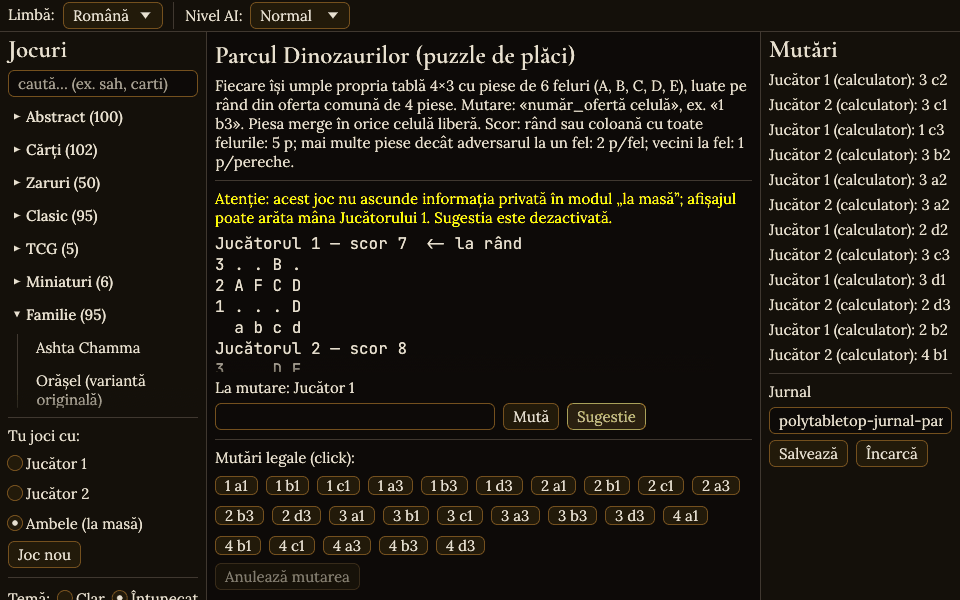 Limbă:
Română ▼
Nivel AI:
Normal ▼
Jocuri
caută... (ex. sah, carti)
▸ Abstract (100)
▸ Cărți (102)
▸ Zaruri (50)
▸ Clasic (95)
▸ TCG (5)
▸ Miniaturi (6)
▾ Familie (95)
Ashta Chamma
Orășel (variantă
originală)
Tu joci cu:
Jucător 1
Jucător 2
Ambele (la masă)
Joc nou
Temă: Clar Întunecat
Parcul Dinozaurilor (puzzle de plăci)
Fiecare își umple propria tablă 4×3 cu piese de 6 feluri (A, B, C, D, E), luate pe
rând din oferta comună de 4 piese. Mutare: «număr_ofertă celulă», ex. «1
b3». Piesa merge în orice celulă liberă. Scor: rând sau coloană cu toate
felurile: 5 p; mai multe piese decât adversarul la un fel: 2 p/fel; vecini la fel: 1
p/pereche.
Atenție: acest joc nu ascunde informația privată în modul „la masă”; afișajul
poate arăta mâna Jucătorului 1. Sugestia este dezactivată.
Jucătorul 1 — scor 7 ← la rând
3 . . B .
2 A F C D
1 . . . D
a b c d
Jucătorul 2 — scor 8
La mutare: Jucător 1
Mută
Sugestie
Mutări legale (click):
1 a1 1 b1 1 c1 1 a3 1 b3 1 d3 2 a1 2 b1 2 c1 2 a3
2 b3 2 d3 3 a1 3 b1 3 c1 3 a3 3 b3 3 d3 4 a1
4 b1 4 c1 4 a3 4 b3 4 d3
Anulează mutarea
Mutări
Jucător 1 (calculator): 3 c2
Jucător 2 (calculator): 3 c1
Jucător 1 (calculator): 1 c3
Jucător 2 (calculator): 3 b2
Jucător 1 (calculator): 3 a2
Jucător 2 (calculator): 3 a2
Jucător 1 (calculator): 2 d2
Jucător 2 (calculator): 3 c3
Jucător 1 (calculator): 3 d1
Jucător 2 (calculator): 2 d3
Jucător 1 (calculator): 2 b2
Jucător 2 (calculator): 4 b1
Jurnal
polytabletop-jurnal-par
Salvează
Încarcă